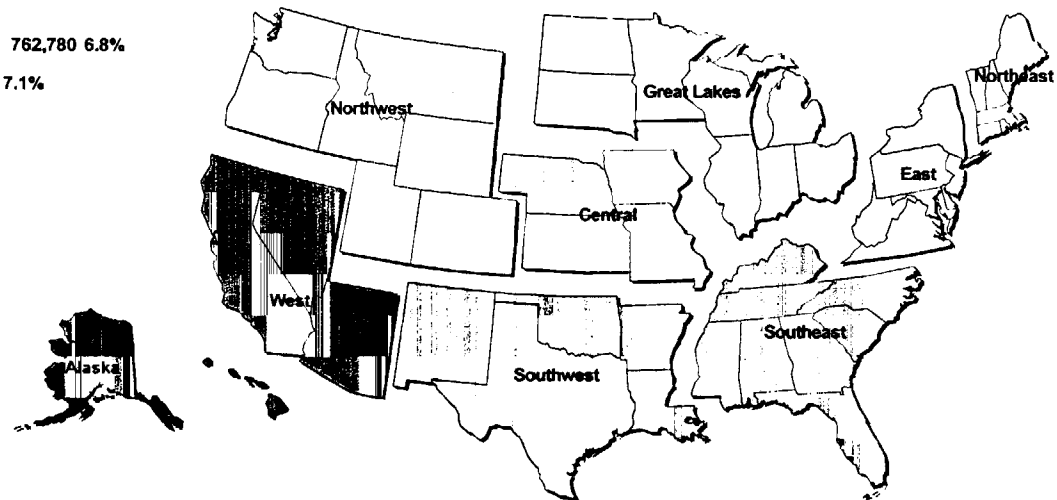 762,780 6.8%
7.1%
Northwest
Great Lakes
Northeast
East
Central
West
Southeast
Alaska
Southwest